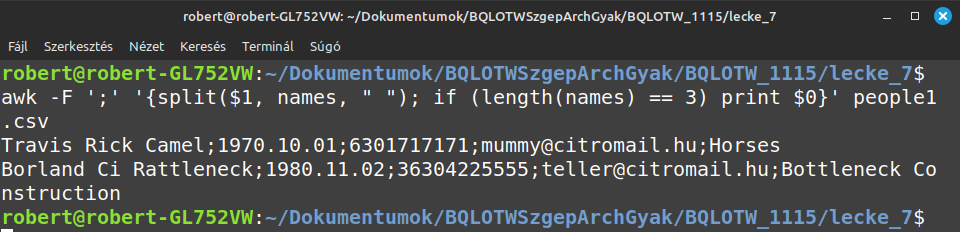 robert@robert-GL752VW: ~/Dokumentumok/BQLOTWSzgepArchGyak/BQLOTW_1115/lecke_7
Fájl Szerkesztés Nézet Keresés Terminál Súgó
robert@robert-GL752VW:~/Dokumentumok/BQLOTWSzgepArchGyak/BQLOTW_1115/lecke_7$
awk -F ';' '{split($1, names, " "); if (length(names) == 3) print $0}' people1
.csv
Travis Rick Camel;1970.10.01;6301717171;mummy@citromail.hu;Horses
Borland Ci Rattleneck;1980.11.02;36304225555;teller@citromail.hu;Bottleneck Co
nstruction
robert@robert-GL752VW:~/Dokumentumok/BQLOTWSzgepArchGyak/BQLOTW_1115/lecke_7$